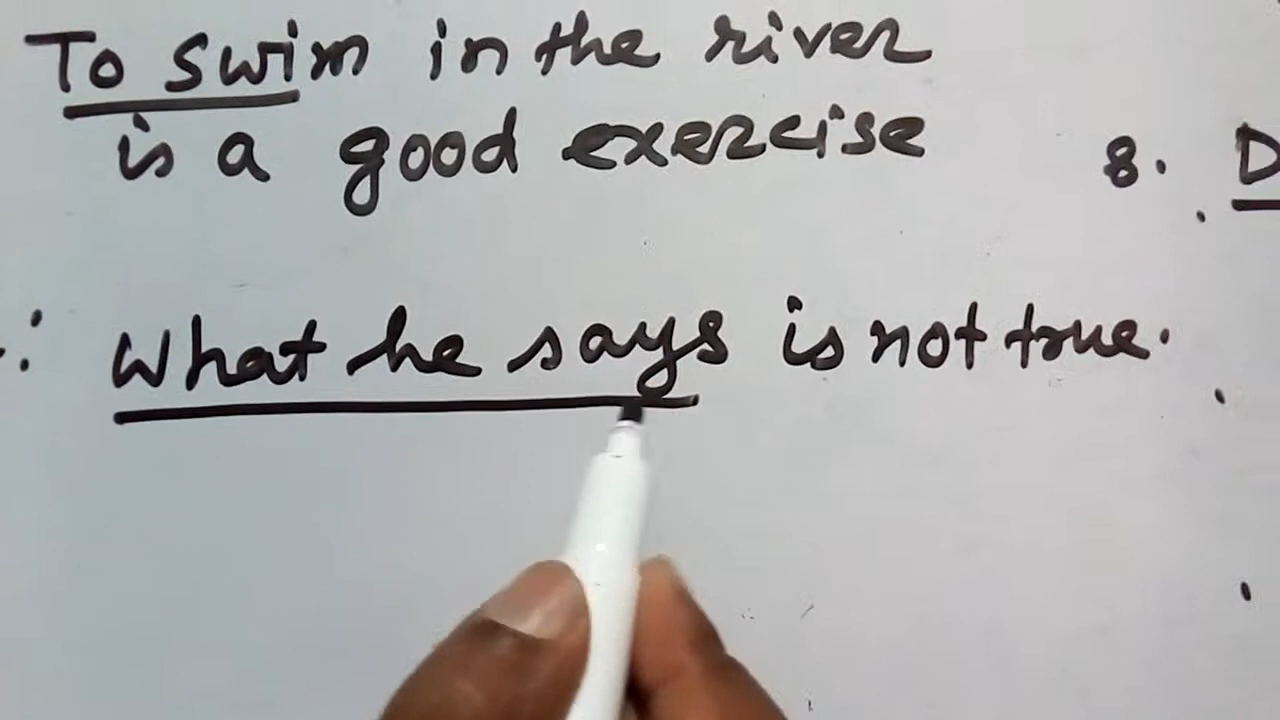 To swim in the river
is a good exercise
8. D
What he says is not true.